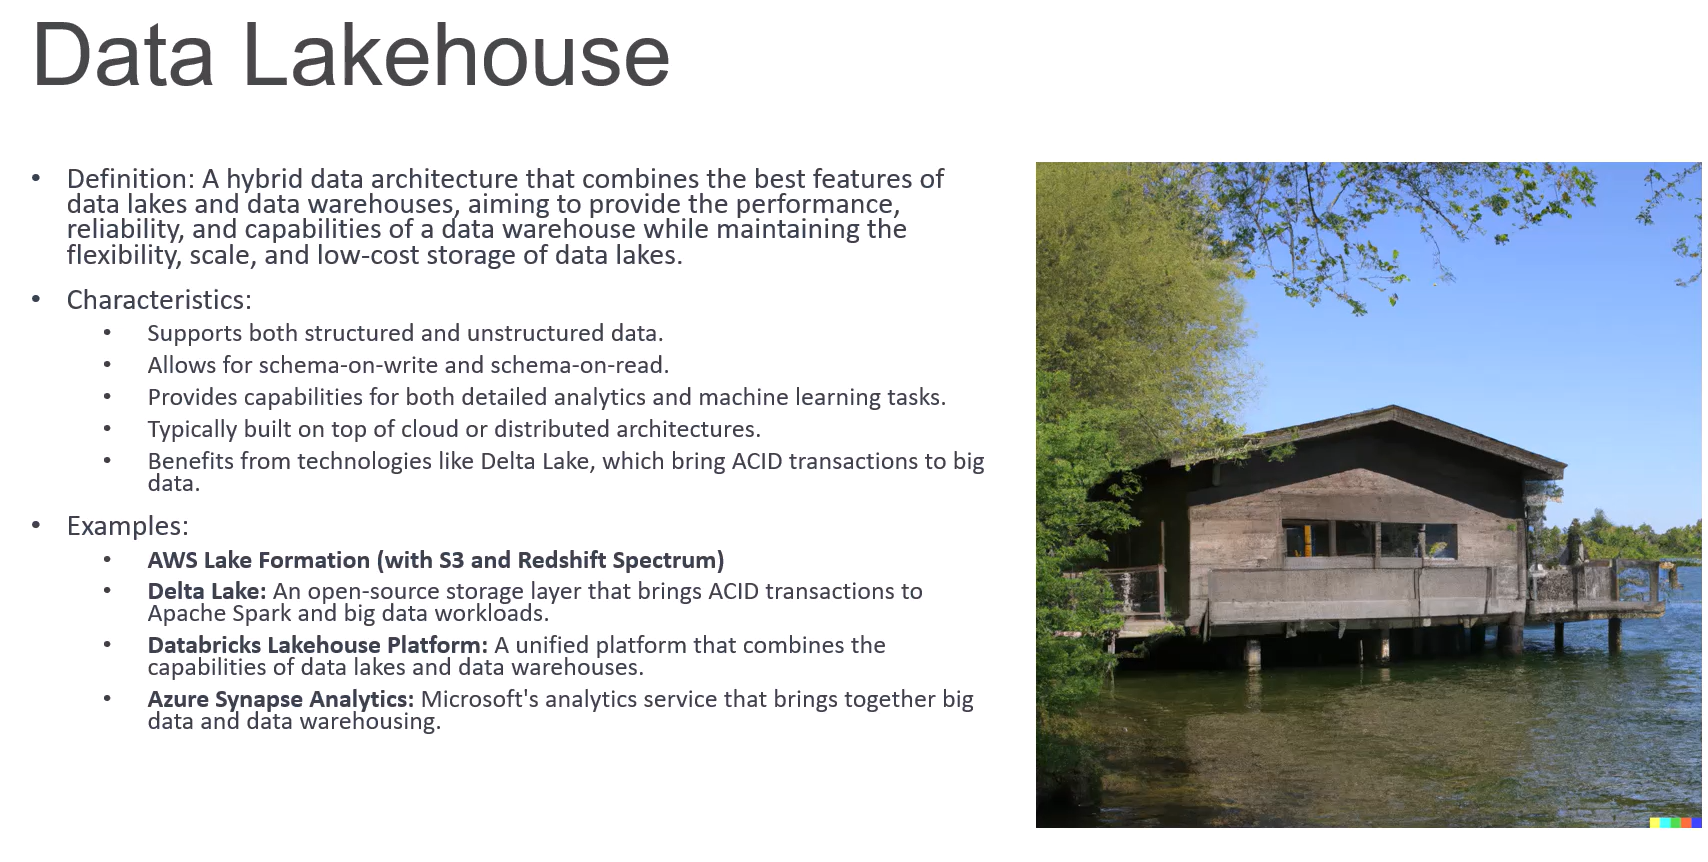 Data Lakehouse
• Definition: A hybrid data architecture that combines the best features of
data lakes and data warehouses, aiming to provide the performance,
reliability, and capabilities of a data warehouse while maintaining the
flexibility, scale, and low-cost storage of data lakes.
• Characteristics:
• Supports both structured and unstructured data.
• Allows for schema-on-write and schema-on-read.
• Provides capabilities for both detailed analytics and machine learning tasks.
• Typically built on top of cloud or distributed architectures.
• Benefits from technologies like Delta Lake, which bring ACID transactions to big
data.
• Examples:
• AWS Lake Formation (with S3 and Redshift Spectrum)
• Delta Lake: An open-source storage layer that brings ACID transactions to
Apache Spark and big data workloads.
• Databricks Lakehouse Platform: A unified platform that combines the
capabilities of data lakes and data warehouses.
• Azure Synapse Analytics: Microsoft's analytics service that brings together big
data and data warehousing.